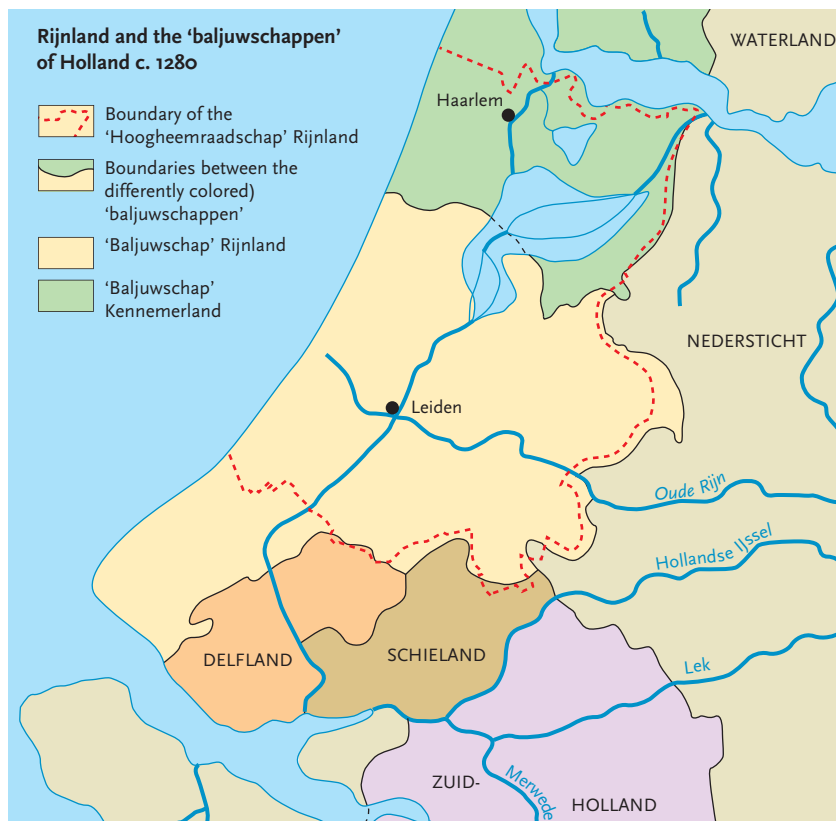 Rijnland and the ‘baljuwschappen’
of Holland c. 1280
Boundary of the
‘Hoogheemraadschap’ Rijnland
Boundaries between the
differently colored)
‘baljuwschappen’
‘Baljuwschap’ Rijnland
‘Baljuwschap’
Kennemerland
WATERLAND
Haarlem
NEDERSTICHT
Leiden
Oude Rijn
Hollandse IJssel
DELFLAND
SCHIELAND
Lek
ZUID-
Merwede
HOLLAND